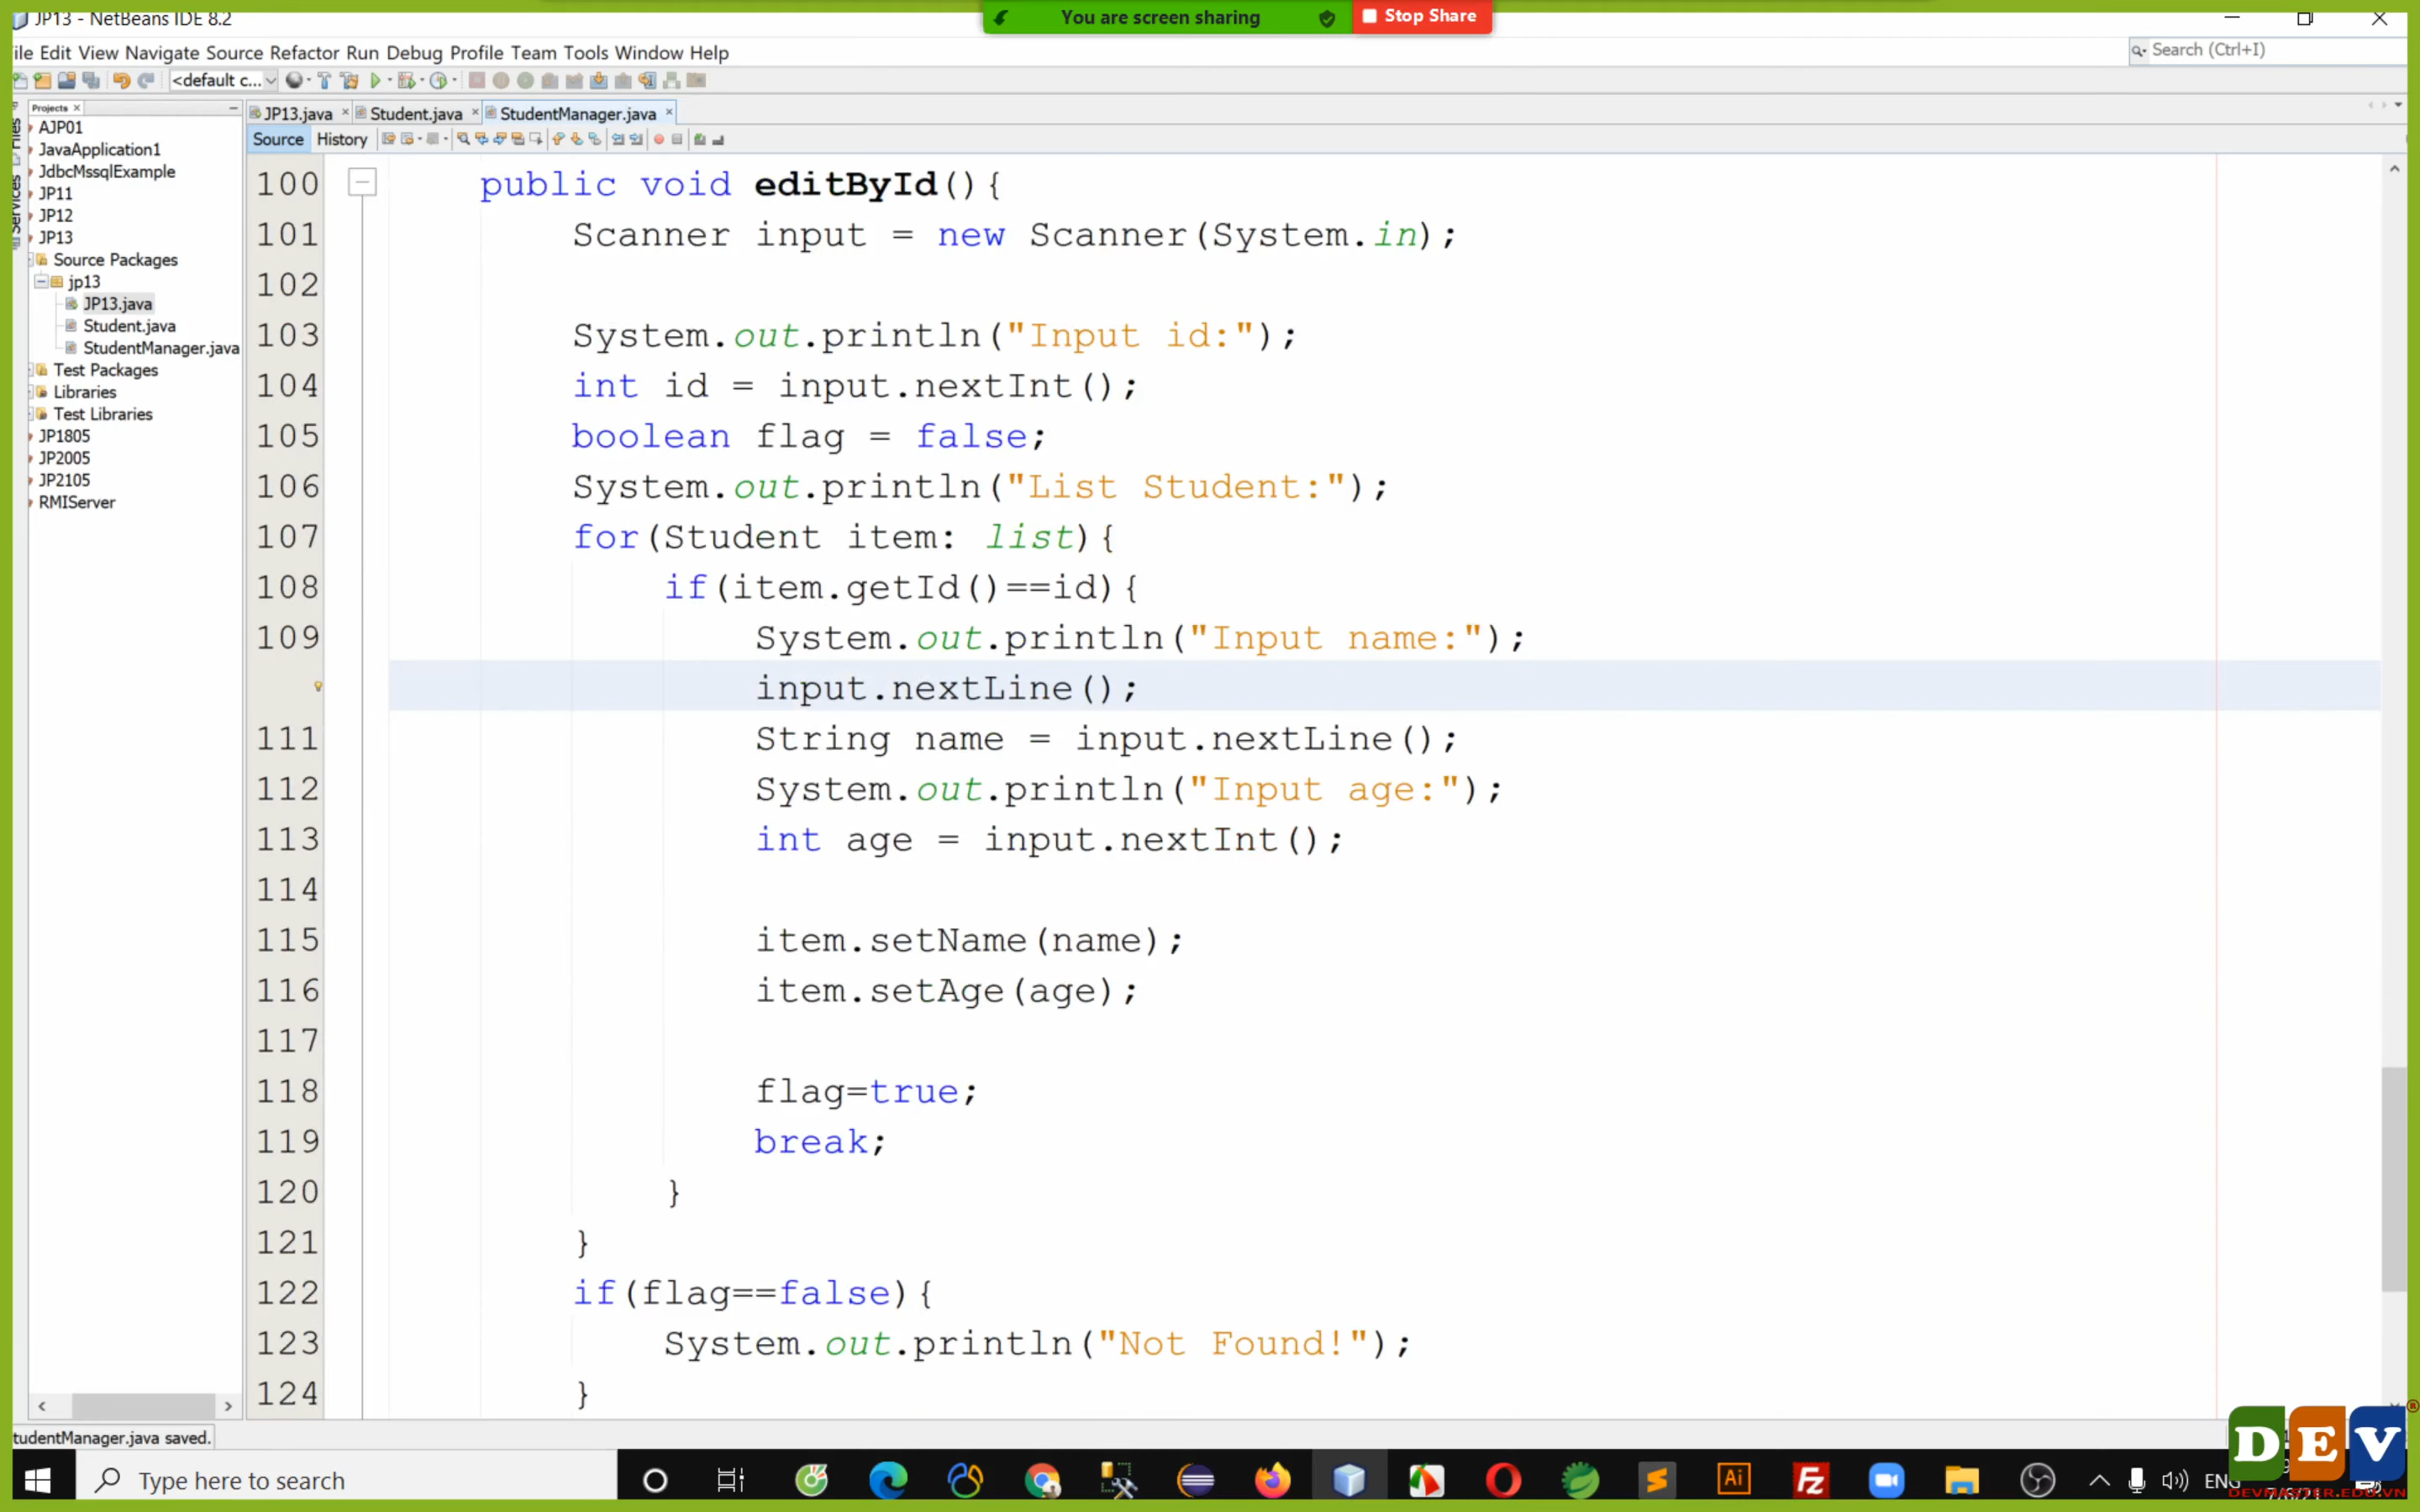 You are screen sharing
Stop Share
JP13 - NetBeans IDE 8.2
ile Edit View Navigate Source Refactor Run Debug Profile Team Tools Window Help
Search (Ctrl+I)
<default c...
Projects
Files
Services
AJP01
JavaApplication1
JdbcMssqlExample
JP11
JP12
JP13
Source Packages
jp13
JP13.java
Student.java
StudentManager.java
Test Packages
Libraries
Test Libraries
JP1805
JP2005
JP2105
RMIServer
JP13.java Student.java StudentManager.java
Source History
100 public void editById(){
101 Scanner input = new Scanner(System.in);
102
103 System.out.println("Input id:");
104 int id = input.nextInt();
105 boolean flag = false;
106 System.out.println("List Student:");
107 for(Student item: list){
108 if(item.getId()==id){
109 System.out.println("Input name:");
input.nextLine();
111 String name = input.nextLine();
112 System.out.println("Input age:");
113 int age = input.nextInt();
114
115 item.setName(name);
116 item.setAge(age);
117
118 flag=true;
119 break;
120 }
121 }
122 if(flag==false){
123 System.out.println("Not Found!");
124 }
tudentManager.java saved.
Type here to search
Ai
Fz
ENG
DEV
DEVMASTER.EDU.VN